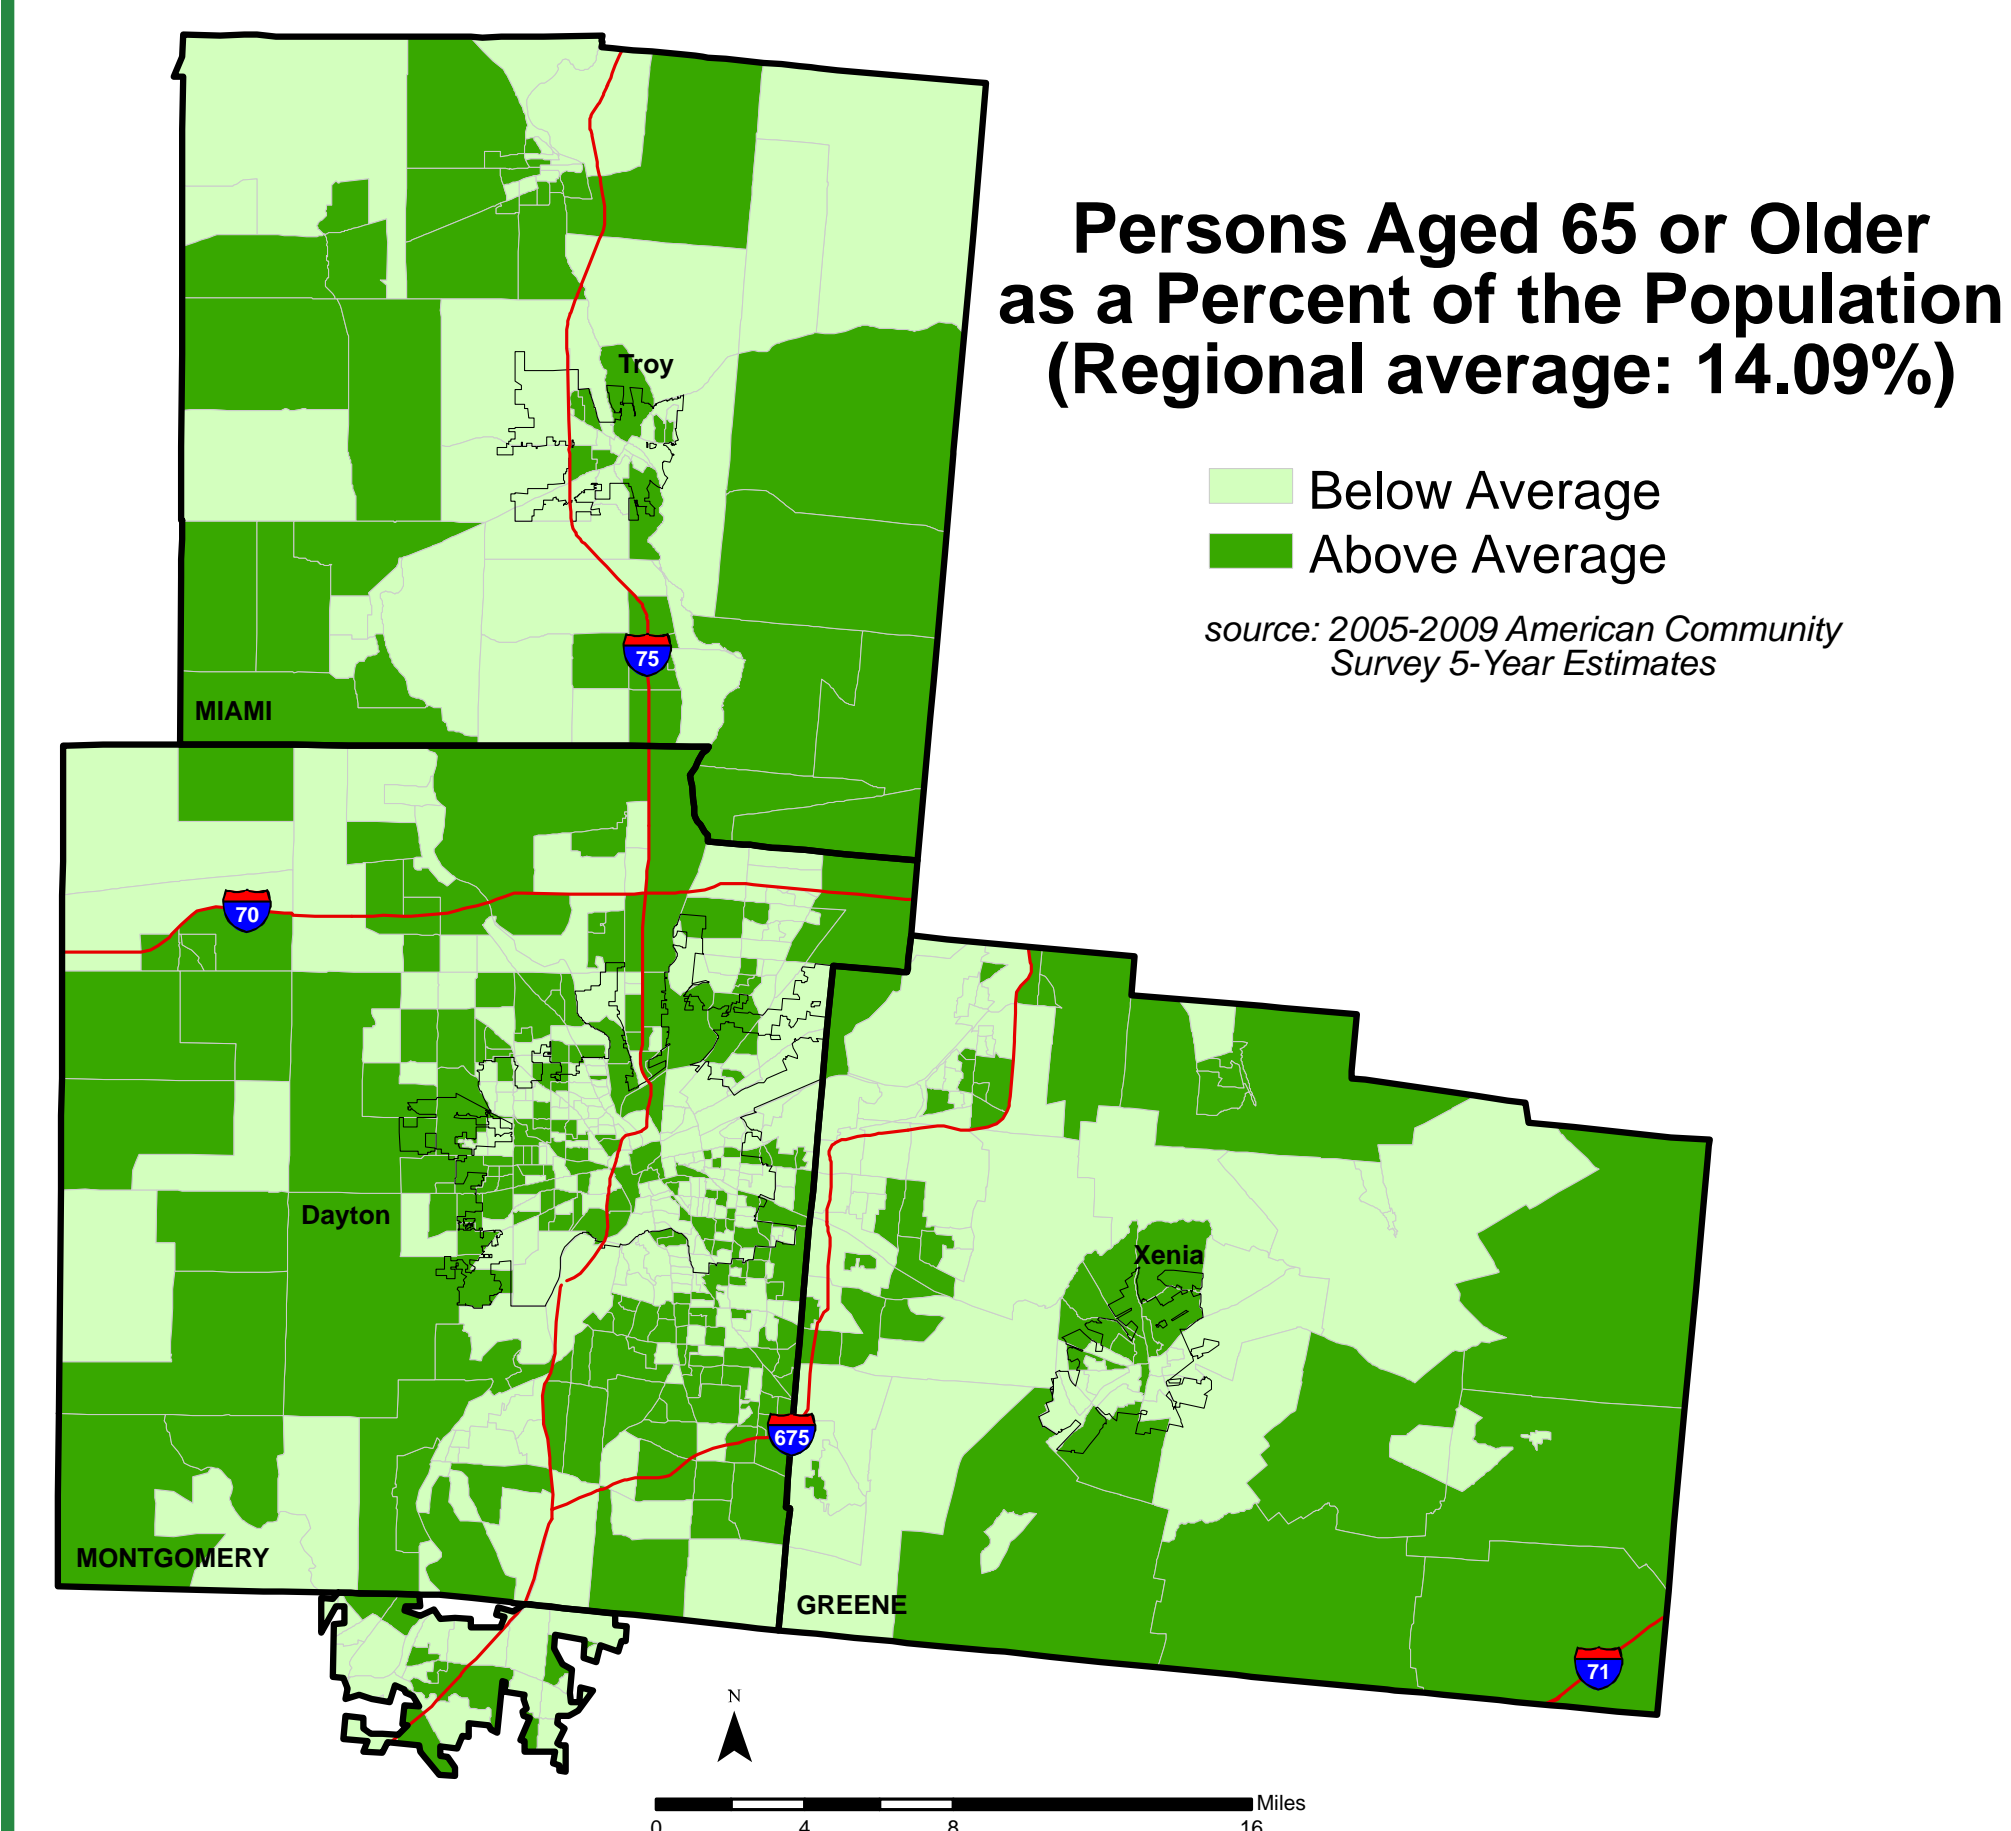 Persons Aged 65 or Older
as a Percent of the Population
(Regional average: 14.09%)
Below Average
Above Average
source: 2005-2009 American Community
Survey 5-Year Estimates
Troy
75
MIAMI
70
Dayton
Xenia
675
MONTGOMERY
GREENE
71
N
Miles
0 4 8 16